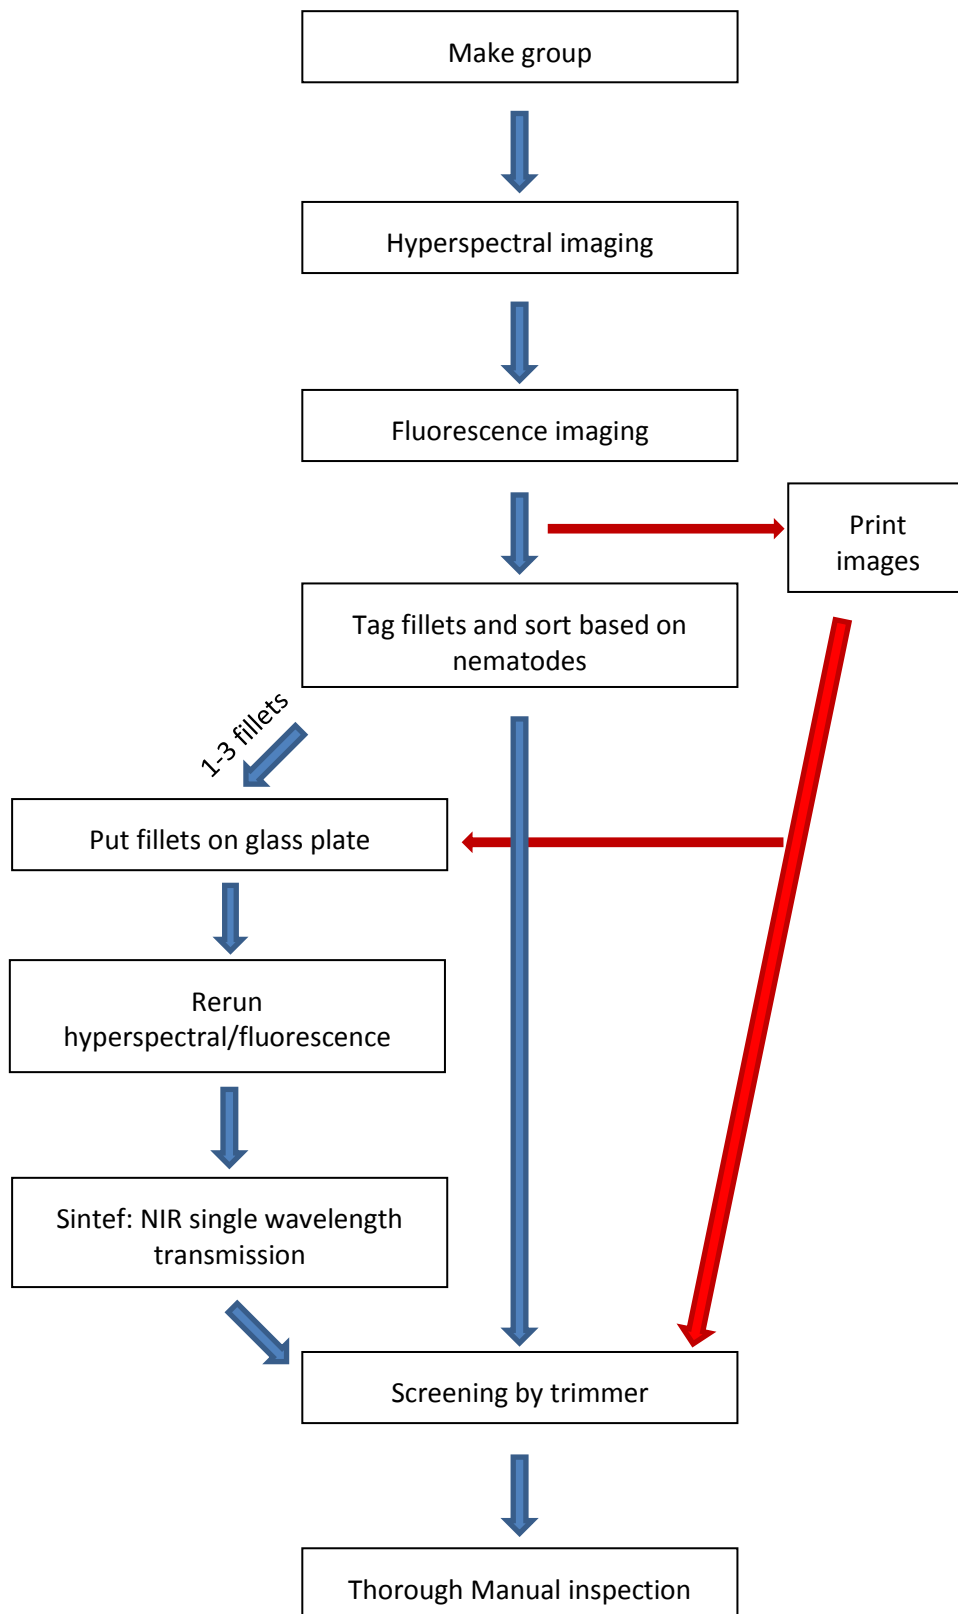 Make group
Hyperspectral imaging
Fluorescence imaging
Print
images
Tag fillets and sort based on
nematodes
1-3 fillets
Put fillets on glass plate
Rerun
hyperspectral/fluorescence
Sintef: NIR single wavelength
transmission
Screening by trimmer
Thorough Manual inspection